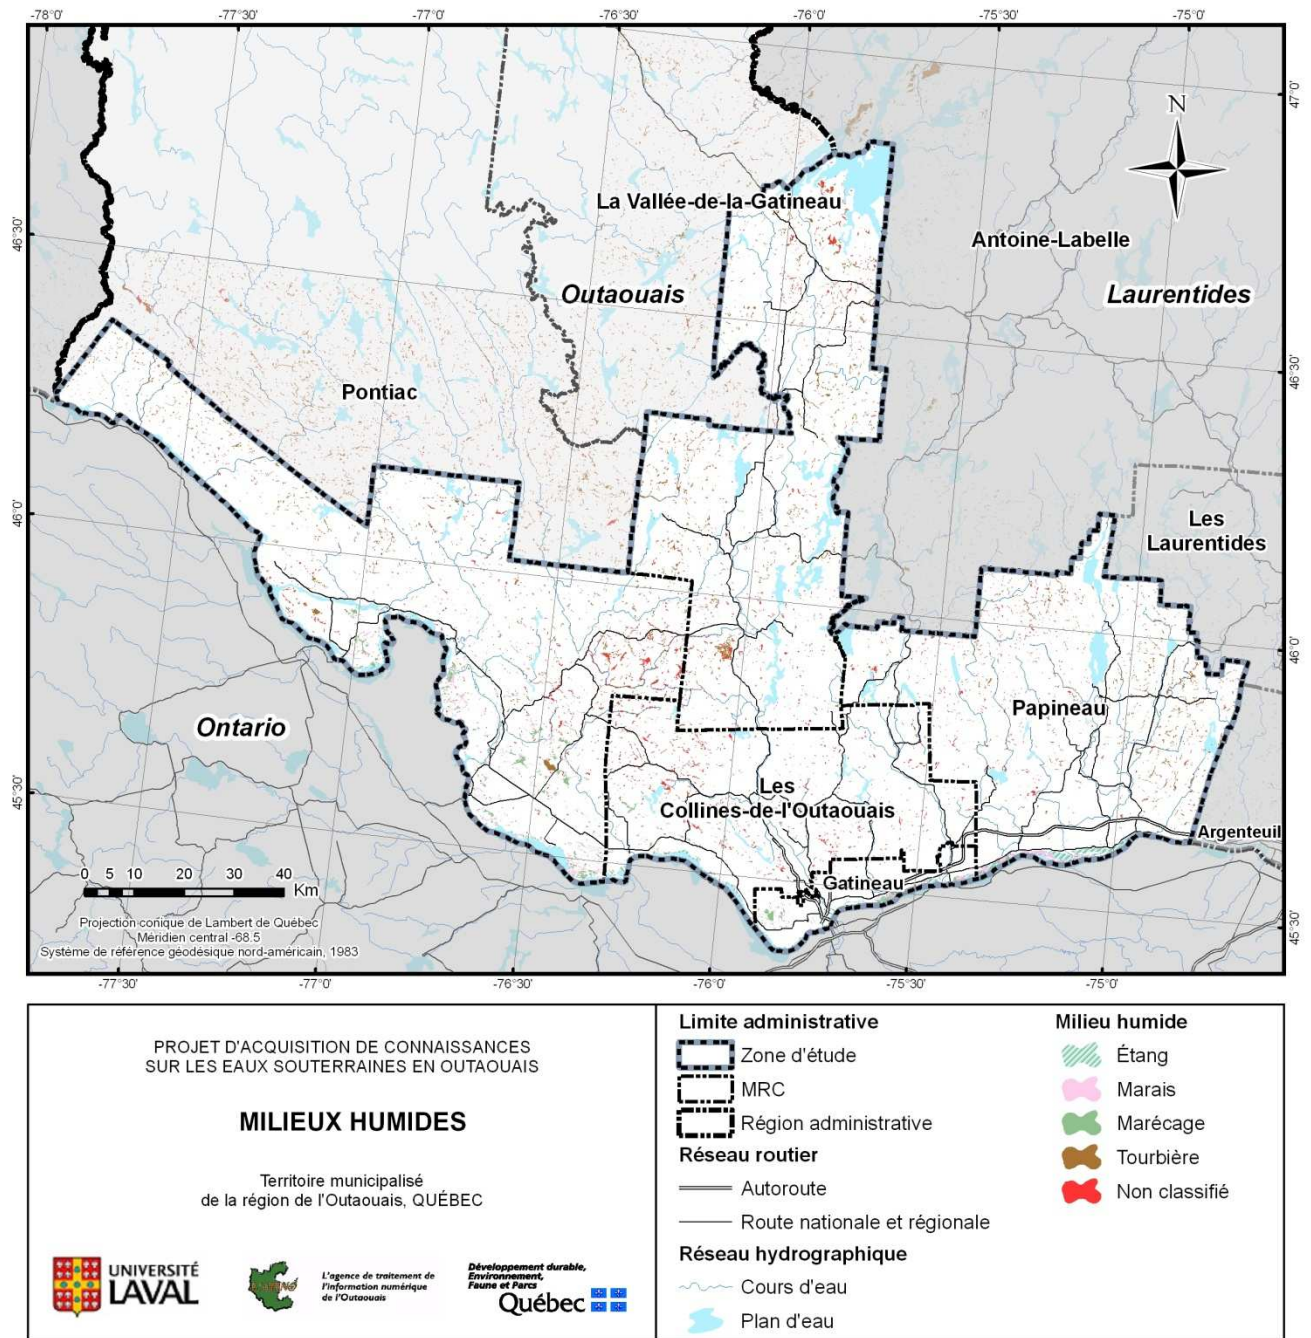 -78°0'
-77°30'
-77°0'
-76°30'
-76°0'
-75°30'
-75°0'
47°0'
N
La Vallée-de-la-Gatineau
46°30'
Antoine-Labelle
Outaouais
Laurentides
46°30'
Pontiac
46°0'
Les
Laurentides
46°0'
Papineau
Ontario
45°30'
Les
Collines-de-l'Outaouais
Argenteuil
Gatineau
0 5 10 20 30 40
Km
45°30'
Projection conique de Lambert de Québec
Méridien central -68.5
Système de référence géodésique nord-américain, 1983
-77°30'
-77°0'
-76°30'
-76°0'
-75°30'
-75°0'
PROJET D'ACQUISITION DE CONNAISSANCES
SUR LES EAUX SOUTERRAINES EN OUTAOUAIS
MILIEUX HUMIDES
Territoire municipalisé
de la région de l'Outaouais, QUÉBEC
UNIVERSITÉ
LAVAL
L'agence de traitement de
l'information numérique
de l'Outaouais
Développement durable,
Environnement,
Faune et Parcs
Québec
Limite administrative
Zone d'étude
MRC
Région administrative
Réseau routier
Autoroute
Route nationale et régionale
Réseau hydrographique
Cours d'eau
Plan d'eau
Milieu humide
Étang
Marais
Marécage
Tourbière
Non classifié